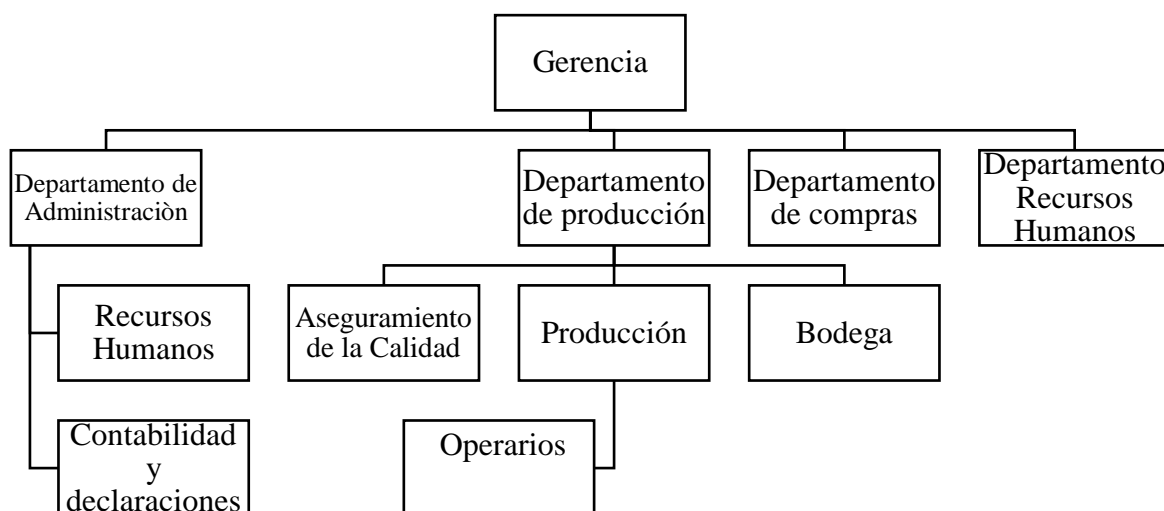 Gerencia
Departamento de
Administraciòn
Departamento
de producción
Departamento
de compras
Departamento
Recursos
Humanos
Recursos
Humanos
Aseguramiento
de la Calidad
Producción
Bodega
Contabilidad
y
declaraciones
Operarios